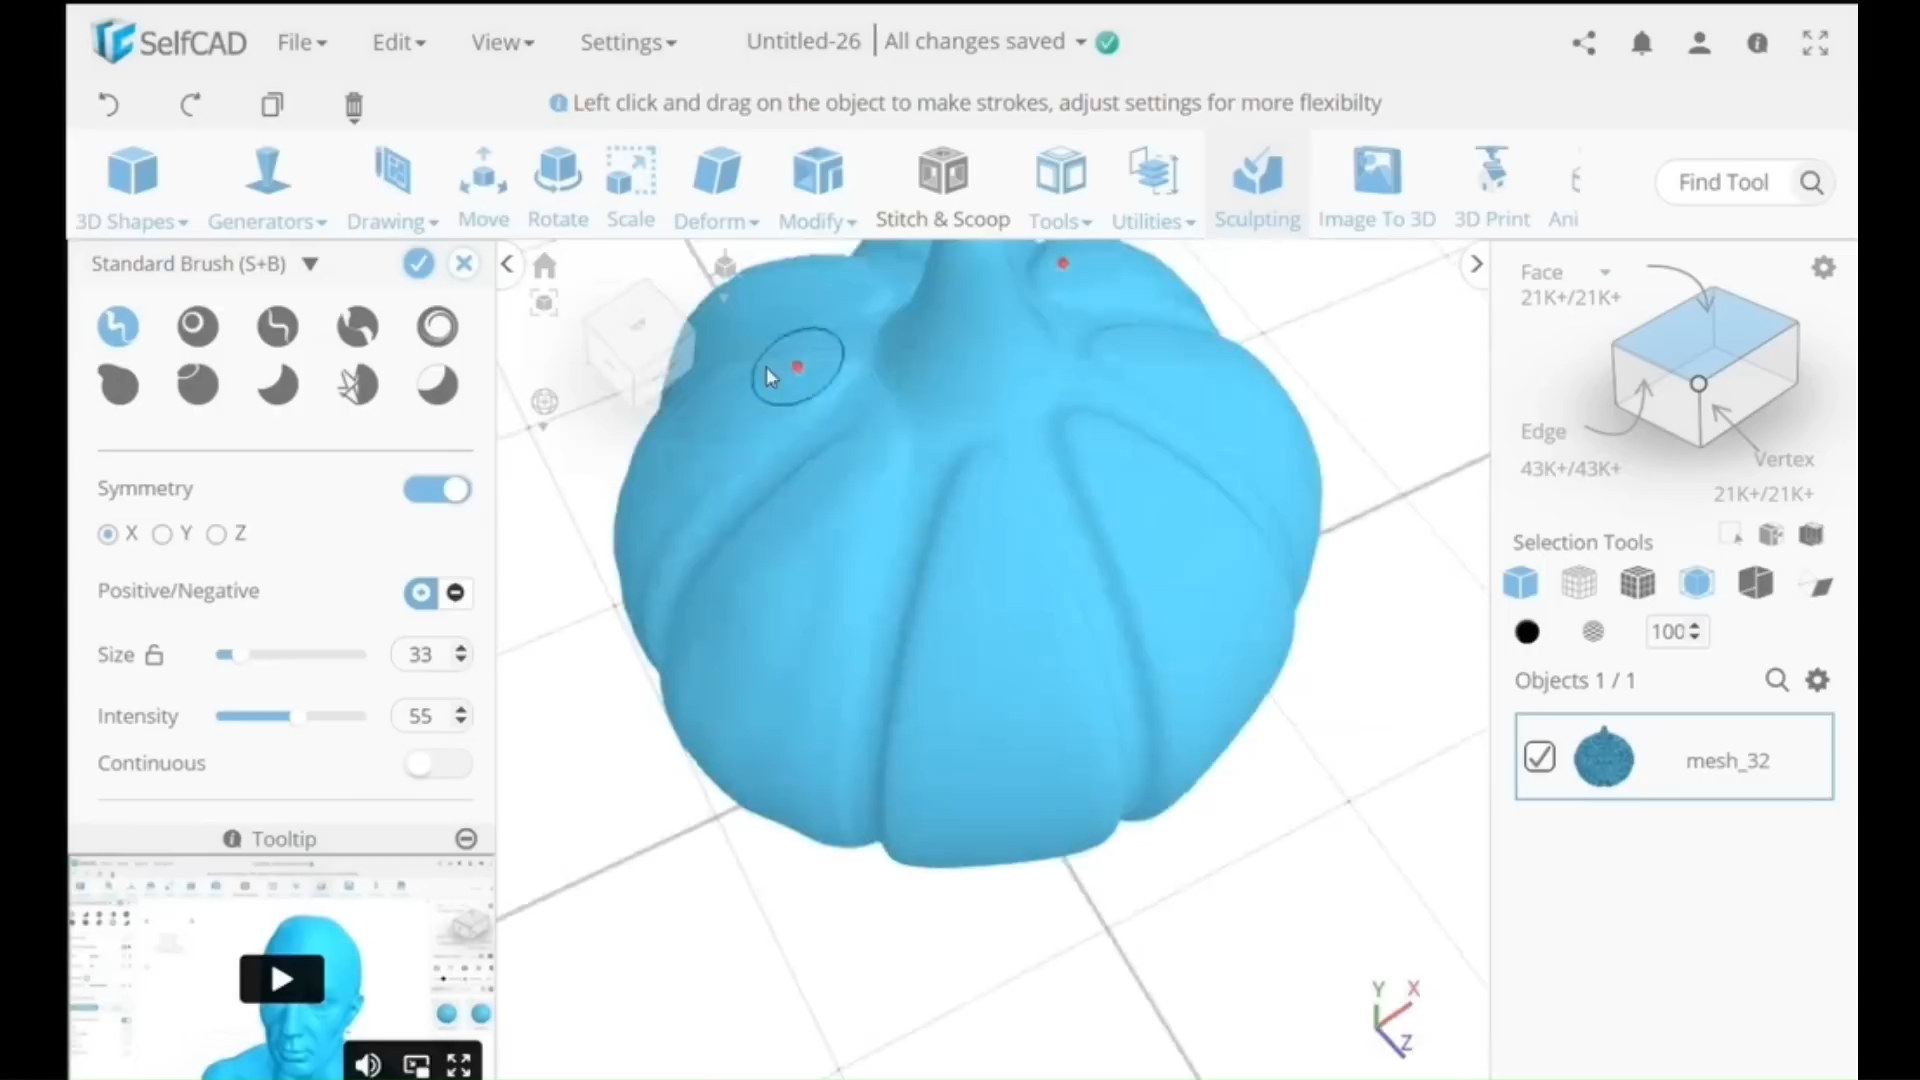 SelfCAD File Edit View Settings Untitled-26 All changes saved
Left click and drag on the object to make strokes, adjust settings for more flexibilty
3D Shapes Generators Drawing Move Rotate Scale Deform Modify Stitch & Scoop Tools Utilities Sculpting Image To 3D 3D Print Ani
Find Tool
Standard Brush (S+B)
Symmetry
X Y Z
Positive/Negative
Size 33
Intensity 55
Continuous
Tooltip
Face
21K+/21K+
Edge
43K+/43K+
Vertex
21K+/21K+
Selection Tools
100
Objects 1 / 1
mesh_32
Y X
Z